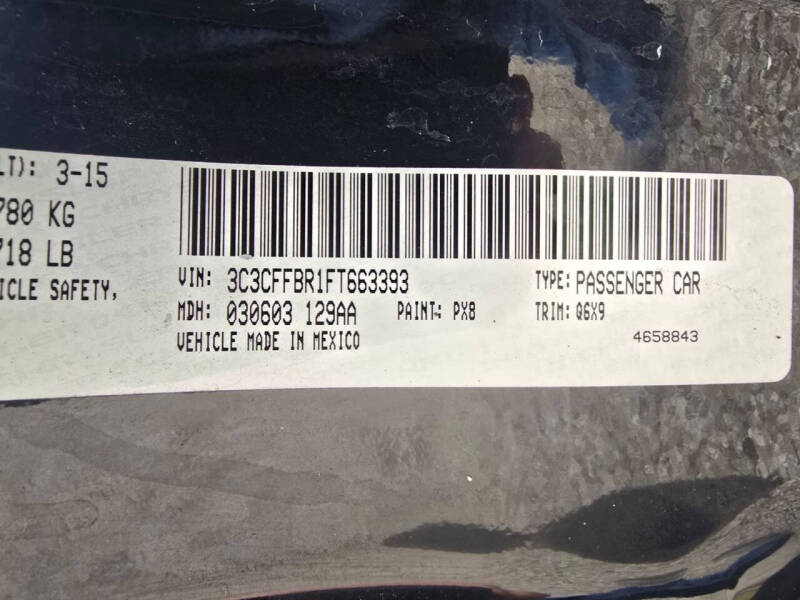 LT): 3-15
780 KG
718 LB
ICLE SAFETY,
VIN: 3C3CFFBR1FT663393 TYPE: PASSENGER CAR
MDH: 030603 129AA PAINT: PX8 TRIM: Q6X9
VEHICLE MADE IN MEXICO 4658843